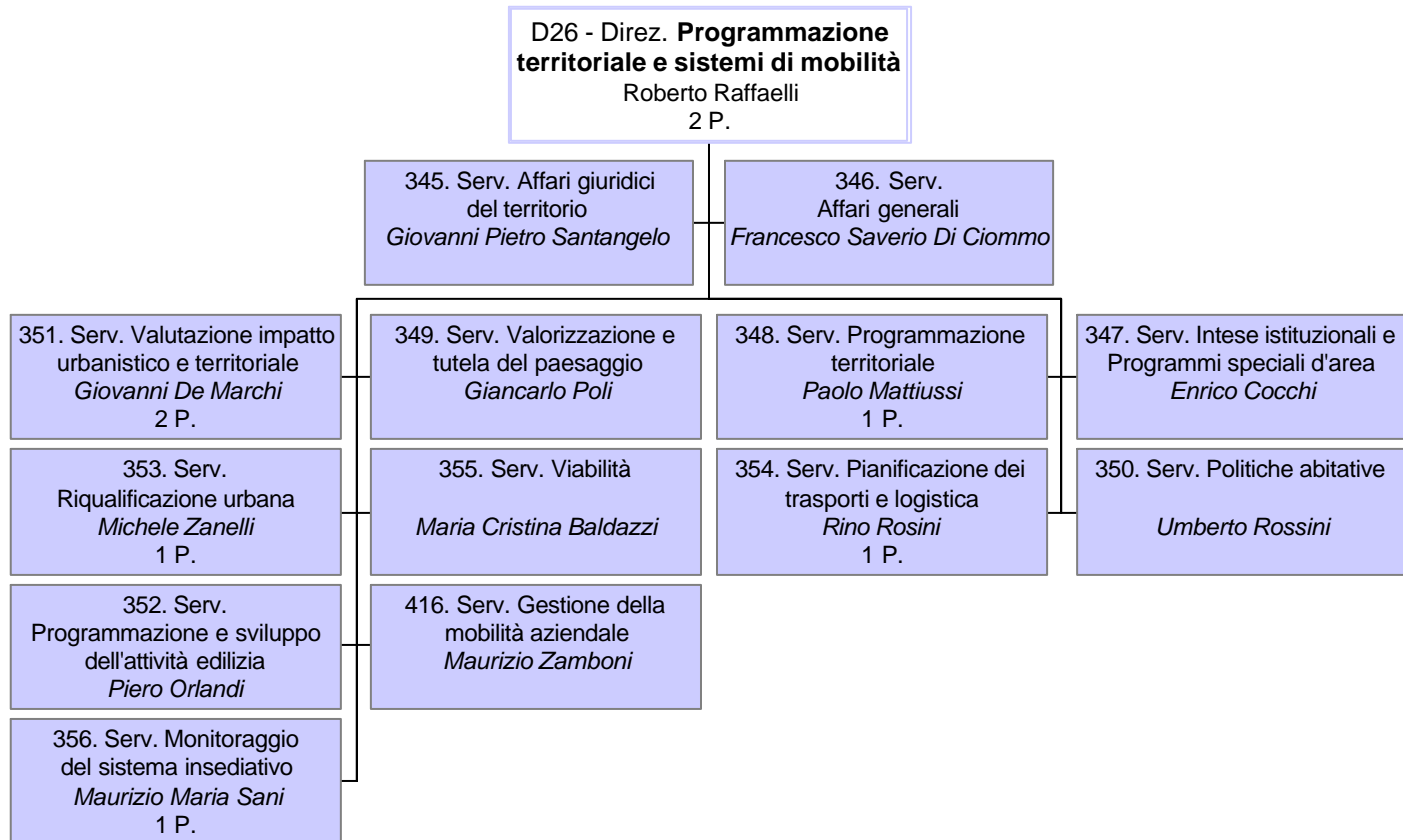 D26 - Direz. Programmazione
territoriale e sistemi di mobilità
Roberto Raffaelli
2 P.
345. Serv. Affari giuridici
del territorio
Giovanni Pietro Santangelo
346. Serv.
Affari generali
Francesco Saverio Di Ciommo
351. Serv. Valutazione impatto
urbanistico e territoriale
Giovanni De Marchi
2 P.
349. Serv. Valorizzazione e
tutela del paesaggio
Giancarlo Poli
348. Serv. Programmazione
territoriale
Paolo Mattiussi
1 P.
347. Serv. Intese istituzionali e
Programmi speciali d'area
Enrico Cocchi
353. Serv.
Riqualificazione urbana
Michele Zanelli
1 P.
355. Serv. Viabilità
Maria Cristina Baldazzi
354. Serv. Pianificazione dei
trasporti e logistica
Rino Rosini
1 P.
350. Serv. Politiche abitative
Umberto Rossini
352. Serv.
Programmazione e sviluppo
dell'attività edilizia
Piero Orlandi
416. Serv. Gestione della
mobilità aziendale
Maurizio Zamboni
356. Serv. Monitoraggio
del sistema insediativo
Maurizio Maria Sani
1 P.